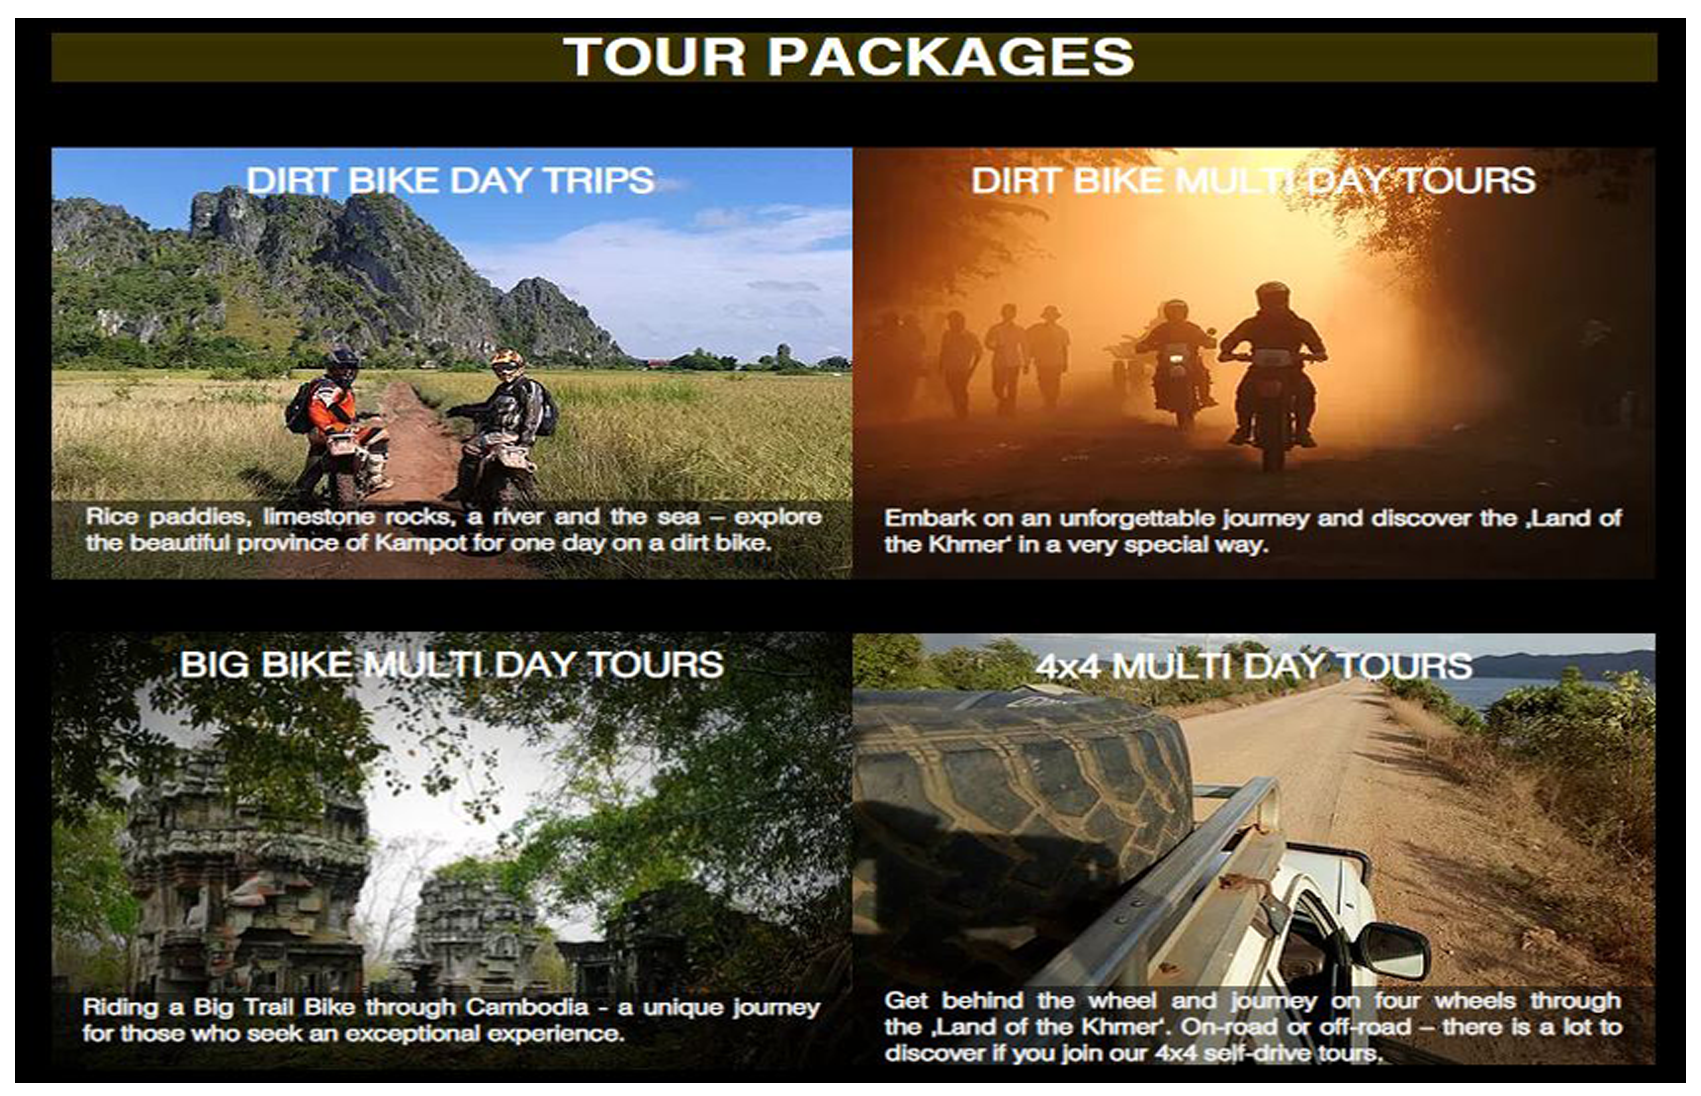 TOUR PACKAGES
DIRT BIKE DAY TRIPS
Rice paddies, limestone rocks, a river and the sea – explore
the beautiful province of Kampot for one day on a dirt bike.
DIRT BIKE MULTI DAY TOURS
Embark on an unforgettable journey and discover the ‚Land of
the Khmer‘ in a very special way.
BIG BIKE MULTI DAY TOURS
Riding a Big Trail Bike through Cambodia - a unique journey
for those who seek an exceptional experience.
4x4 MULTI DAY TOURS
Get behind the wheel and journey on four wheels through
the ‚Land of the Khmer‘. On-road or off-road – there is a lot to
discover if you join our 4x4 self-drive tours.